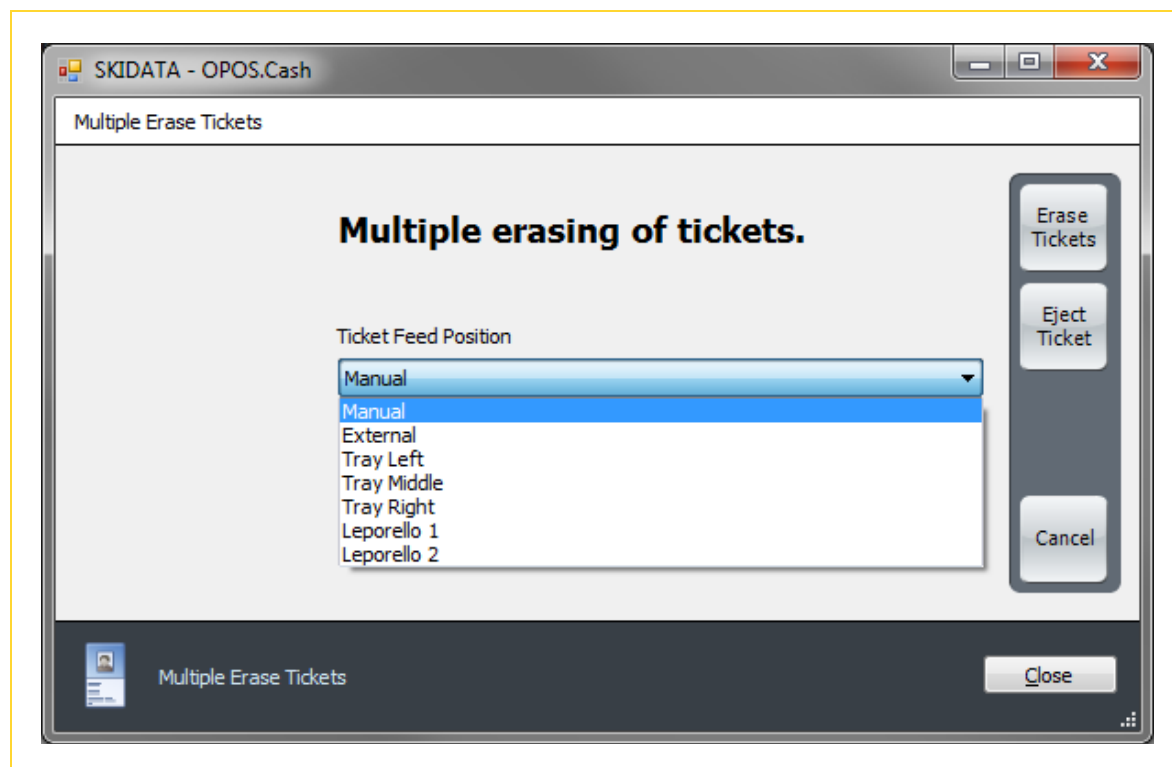 SKIDATA - OPOS.Cash
Multiple Erase Tickets
Multiple erasing of tickets.
Ticket Feed Position
Manual
Manual
External
Tray Left
Tray Middle
Tray Right
Leporello 1
Leporello 2
Erase
Tickets
Eject
Ticket
Cancel
Multiple Erase Tickets
Close